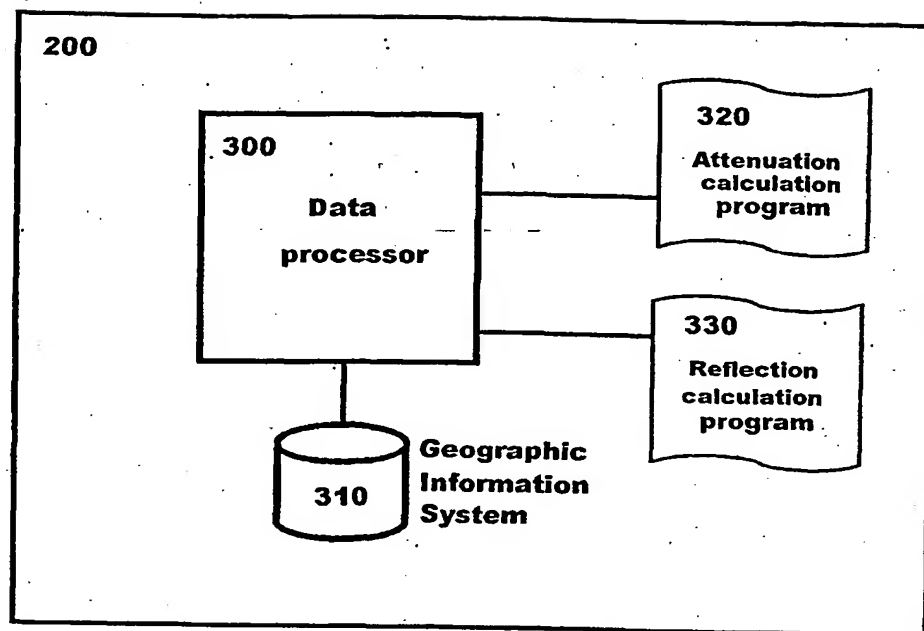 200
300
Data
processor
320
Attenuation
calculation
program
330
Reflection
calculation
program
310
Geographic
Information
System